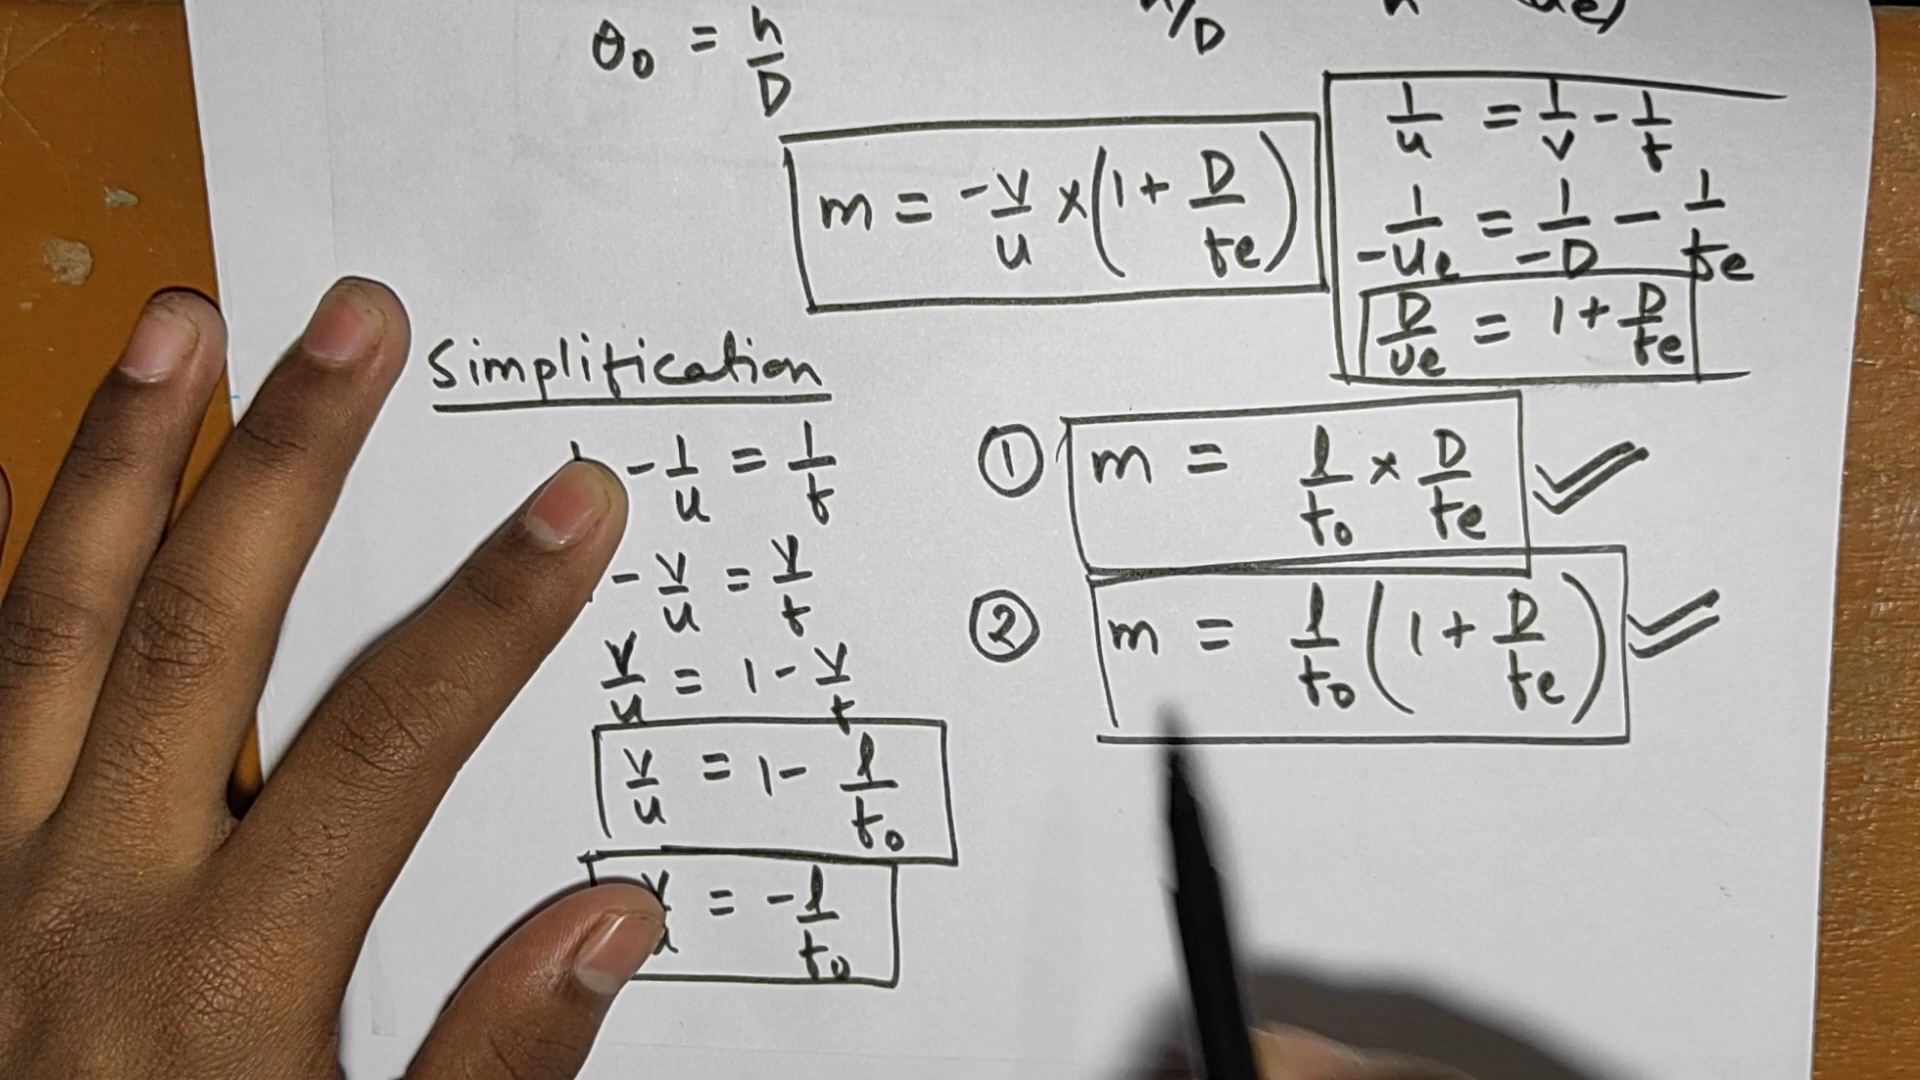 θ₀ = h/D
h/D
m = -v/u × (1 + D/fe)
1/u = 1/v - 1/f
1/-ue = 1/-D - 1/fe
D/ue = 1 + D/fe
Simplification
- 1/u = 1/f
- v/u = v/f
v/u = 1 - v/f
v/u = 1 - l/f₀
v/u = - l/f₀
① m = l/f₀ × D/fe
② m = l/f₀ (1 + D/fe)